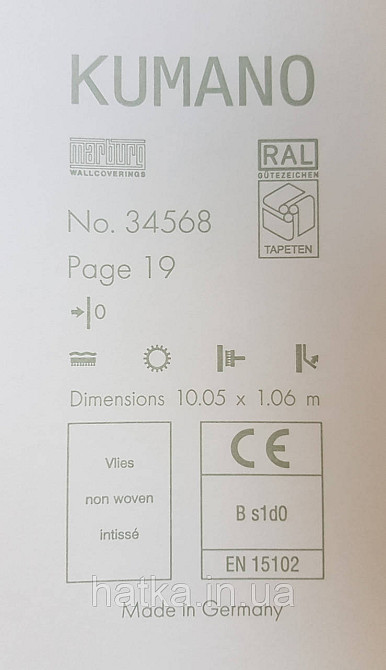 KUMANO
marburg
WALLCOVERINGS
RAL
GÜTEZEICHEN
TAPETEN
No. 34568
Page 19
0
Dimensions 10.05 x 1.06 m
Vlies
non woven
intissé
CE
B s1d0
EN 15102
hatka.in.ua
Made in Germany